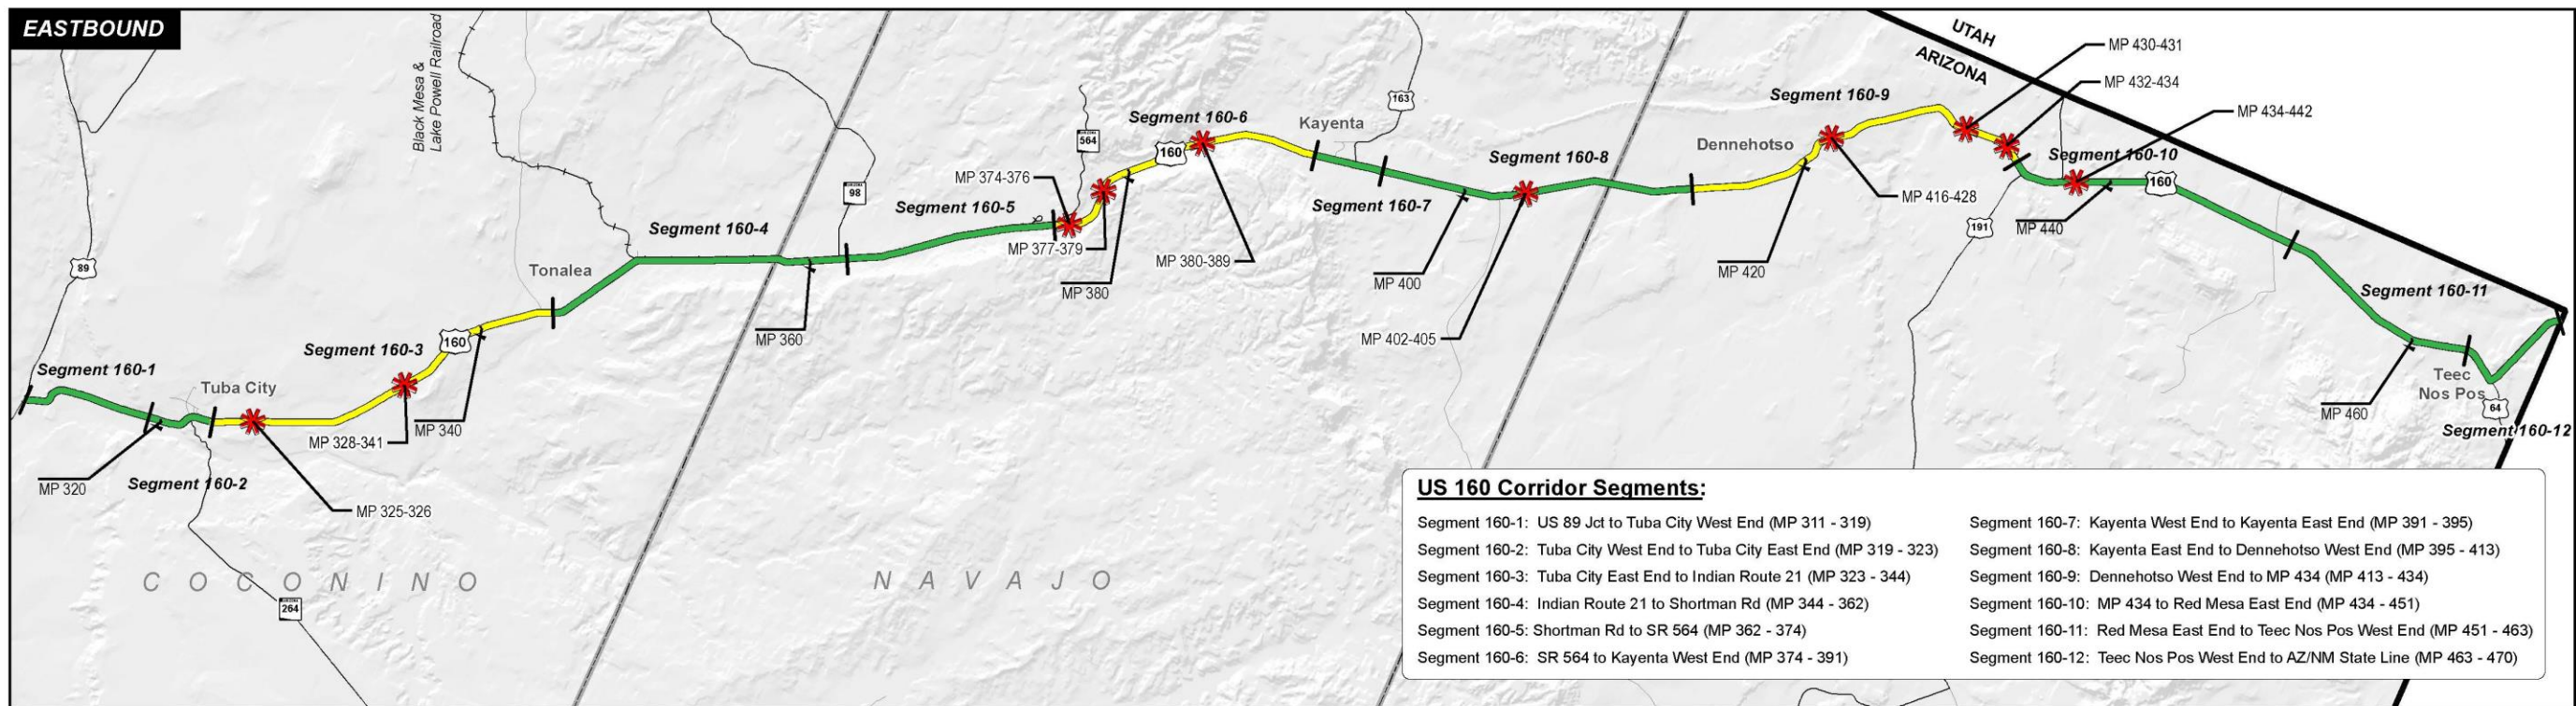 EASTBOUND
UTAH
ARIZONA
MP 430-431
MP 432-434
MP 434-442
Black Mesa &
Lake Powell Railroad
Segment 160-9
Segment 160-6
Kayenta
163
564
160
Dennehotso
Segment 160-8
Segment 160-10
160
MP 374-376
98
Segment 160-5
Segment 160-7
MP 416-428
191
MP 440
Segment 160-4
MP 377-379
MP 380-389
MP 380
MP 400
MP 420
89
Tonalea
Segment 160-11
MP 360
MP 402-405
160
Segment 160-3
Segment 160-1
Tuba City
Teec
Nos Pos
64
MP 460
Segment 160-12
MP 328-341
MP 340
MP 320
Segment 160-2
MP 325-326
COCONINO
NAVAJO
264
US 160 Corridor Segments:
Segment 160-1: US 89 Jct to Tuba City West End (MP 311 - 319)
Segment 160-2: Tuba City West End to Tuba City East End (MP 319 - 323)
Segment 160-3: Tuba City East End to Indian Route 21 (MP 323 - 344)
Segment 160-4: Indian Route 21 to Shortman Rd (MP 344 - 362)
Segment 160-5: Shortman Rd to SR 564 (MP 362 - 374)
Segment 160-6: SR 564 to Kayenta West End (MP 374 - 391)
Segment 160-7: Kayenta West End to Kayenta East End (MP 391 - 395)
Segment 160-8: Kayenta East End to Dennehotso West End (MP 395 - 413)
Segment 160-9: Dennehotso West End to MP 434 (MP 413 - 434)
Segment 160-10: MP 434 to Red Mesa East End (MP 434 - 451)
Segment 160-11: Red Mesa East End to Teec Nos Pos West End (MP 451 - 463)
Segment 160-12: Teec Nos Pos West End to AZ/NM State Line (MP 463 - 470)